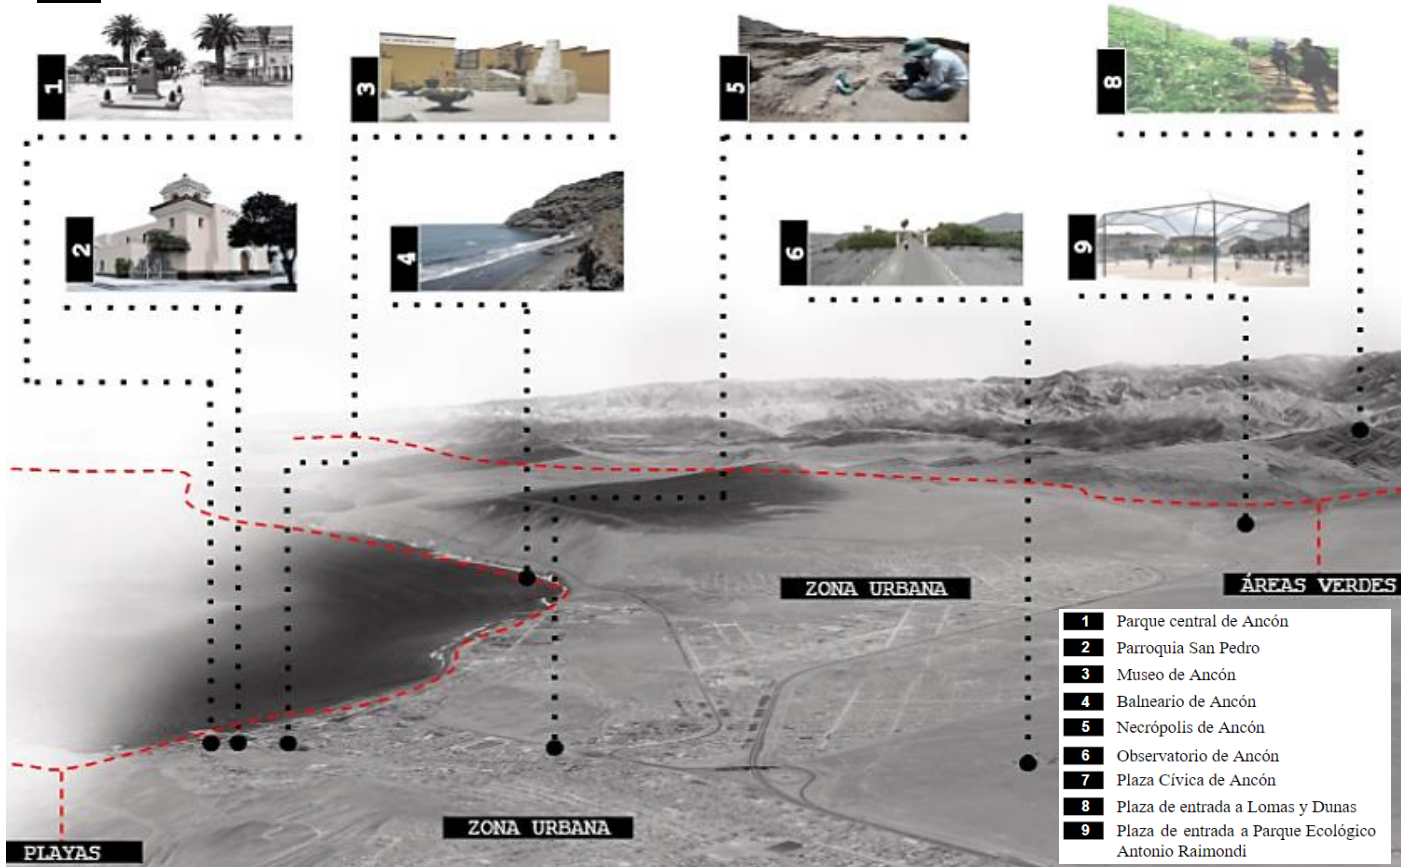 1
3
5
8
2
4
6
9
ZONA URBANA
ÁREAS VERDES
1 Parque central de Ancón
2 Parroquia San Pedro
3 Museo de Ancón
4 Balneario de Ancón
5 Necrópolis de Ancón
6 Observatorio de Ancón
7 Plaza Cívica de Ancón
8 Plaza de entrada a Lomas y Dunas
9 Plaza de entrada a Parque Ecológico
Antonio Raimondi
ZONA URBANA
PLAYAS